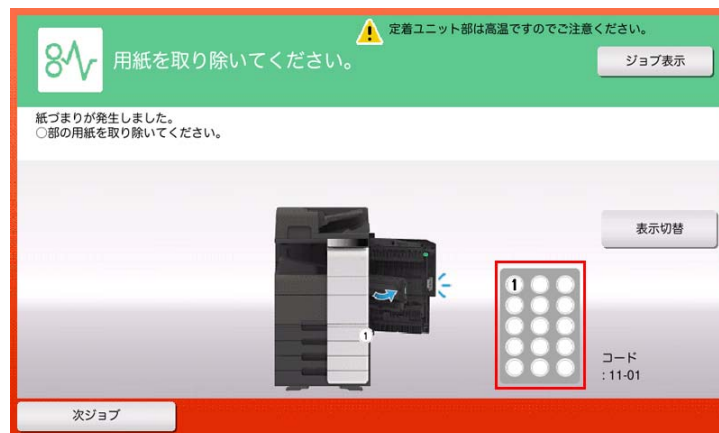 定着ユニット部は高温ですのでご注意ください。
用紙を取り除いてください。
ジョブ表示
紙づまりが発生しました。
○部の用紙を取り除いてください。
表示切替
1
1
コード
: 11-01
次ジョブ